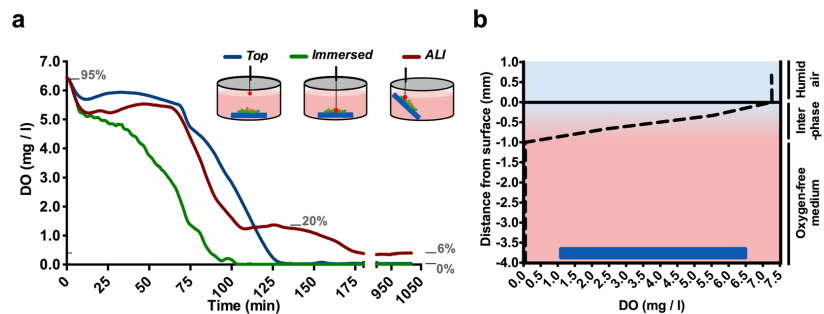 a
Top Immersed ALI
7.0
6.0
5.0
4.0
3.0
2.0
1.0
0.0
DO (mg / l)
95%
20%
6%
0%
0 25 50 75 100 125 150 175 950 1050
Time (min)
b
1.0
0.5
0.0
-0.5
-1.0
-1.5
-2.0
-2.5
-3.0
-3.5
-4.0
Distance from surface (mm)
Humid
air
Inter
-phase
Oxygen-free
medium
0.0 0.5 1.0 1.5 2.0 2.5 3.0 3.5 4.0 4.5 5.0 5.5 6.0 6.5 7.0 7.5
DO (mg / l)